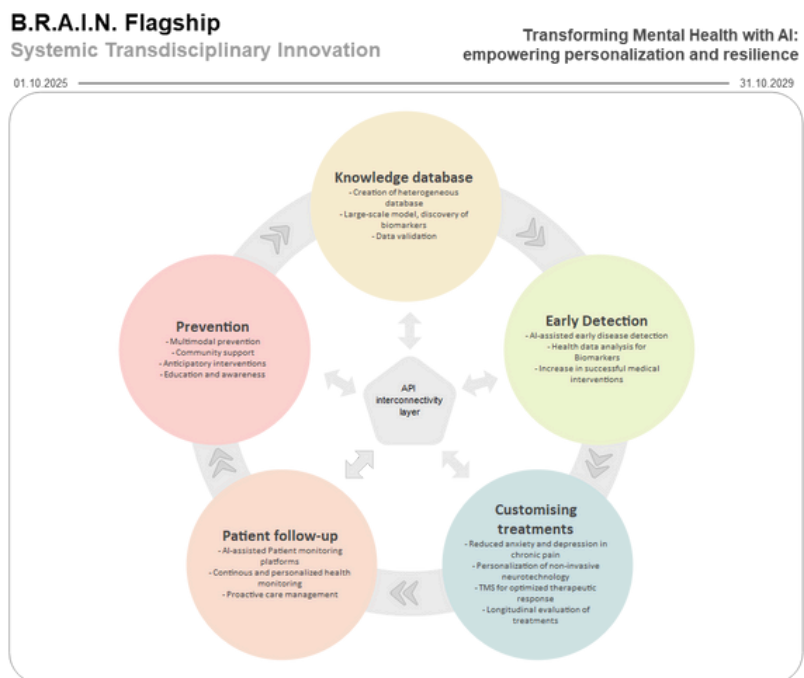 B.R.A.I.N. Flagship
Systemic Transdisciplinary Innovation
Transforming Mental Health with AI:
empowering personalization and resilience
01.10.2025
31.10.2029
Knowledge database
- Creation of heterogeneous
database
- Large-scale model, discovery of
biomarkers
- Data validation
Early Detection
- AI-assisted early disease detection
- Health data analysis for
Biomarkers
- Increase in successful medical
interventions
Customising
treatments
- Reduced anxiety and depression in
chronic pain
- Personalization of non-invasive
neurotechnology
- TMS for optimized therapeutic
response
- Longitudinal evaluation of
treatments
Patient follow-up
- AI-assisted Patient monitoring
platforms
- Continous and personalized health
monitoring
- Proactive care management
Prevention
- Multimodal prevention
- Community support
- Anticipatory interventions
- Education and awareness
API
interconnectivity
layer